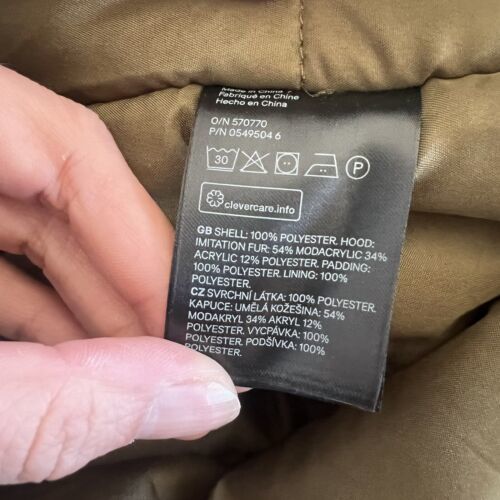 Made in China /
Fabriqué en Chine
Hecho en China
O/N 570770
P/N 0549504 6
30
P
clevercare.info
GB SHELL: 100% POLYESTER. HOOD:
IMITATION FUR: 54% MODACRYLIC 34%
ACRYLIC 12% POLYESTER. PADDING:
100% POLYESTER. LINING: 100%
POLYESTER.
CZ SVRCHNÍ LÁTKA: 100% POLYESTER.
KAPUCE: UMĚLÁ KOŽEŠINA: 54%
MODAKRYL 34% AKRYL 12%
POLYESTER. VYCPÁVKA: 100%
POLYESTER. PODŠÍVKA: 100%
POLYESTER.